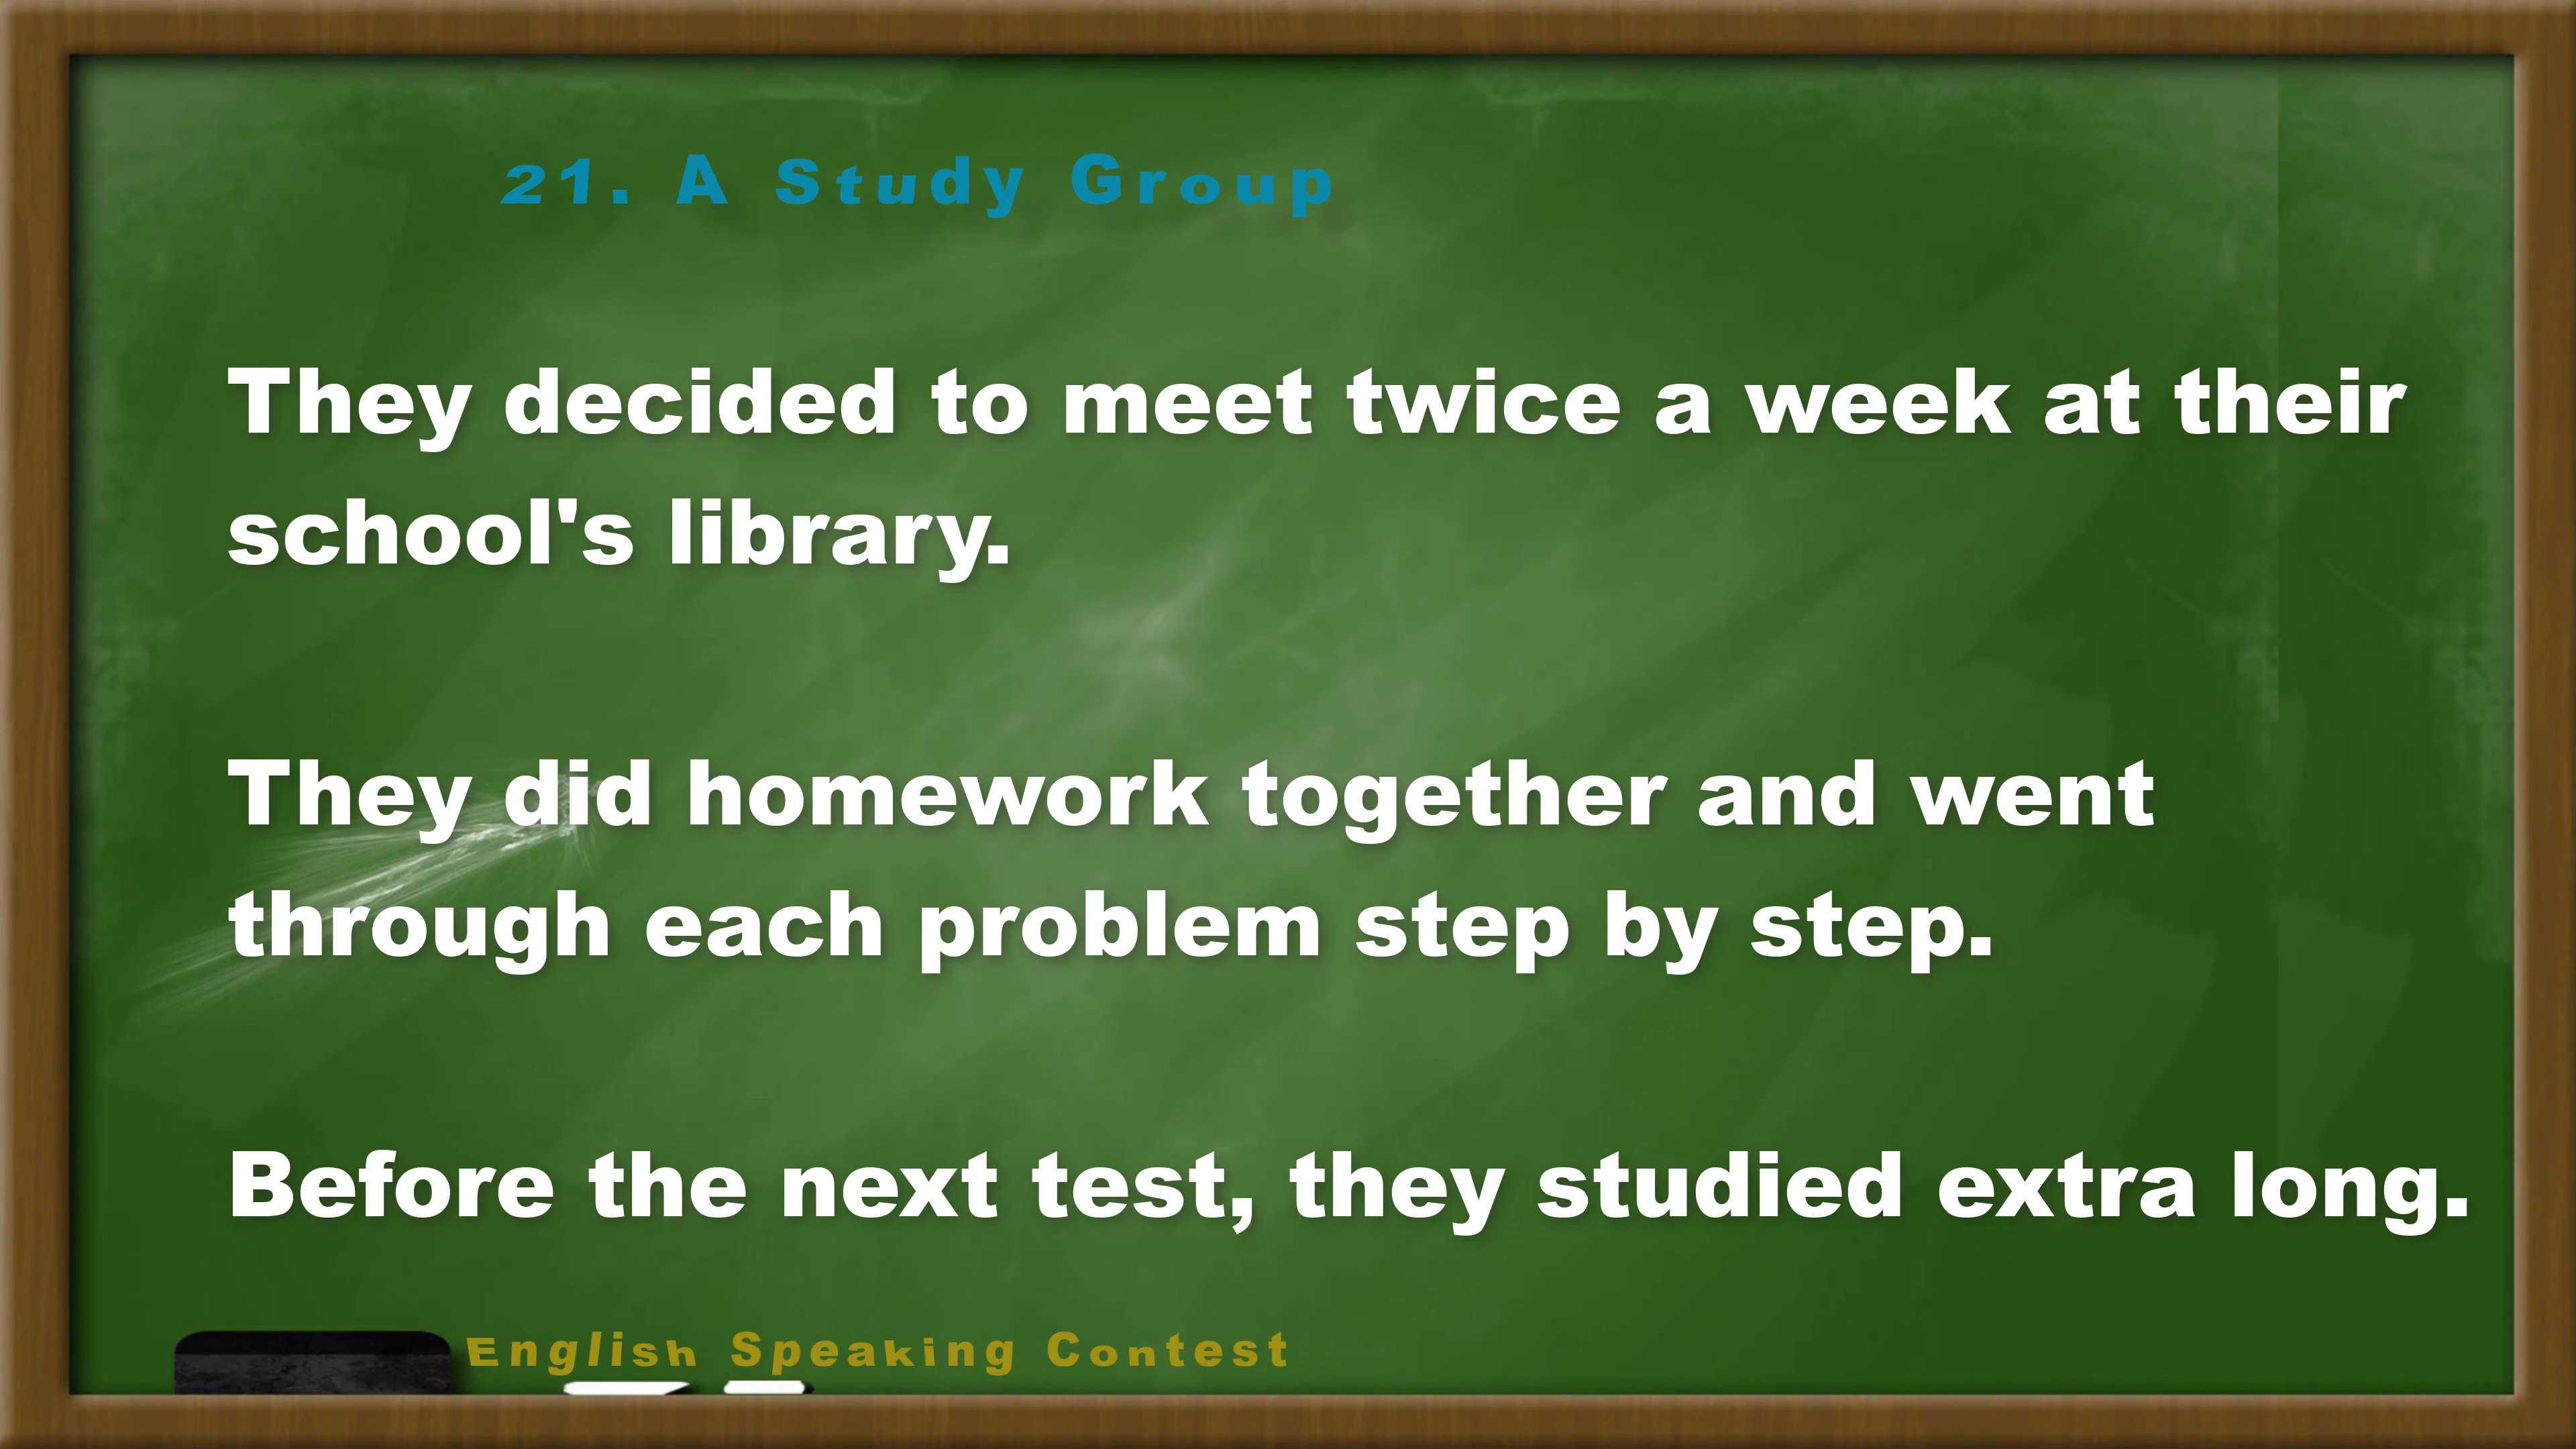 21. A Study Group
They decided to meet twice a week at their
school's library.
They did homework together and went
through each problem step by step.
Before the next test, they studied extra long.
English Speaking Contest